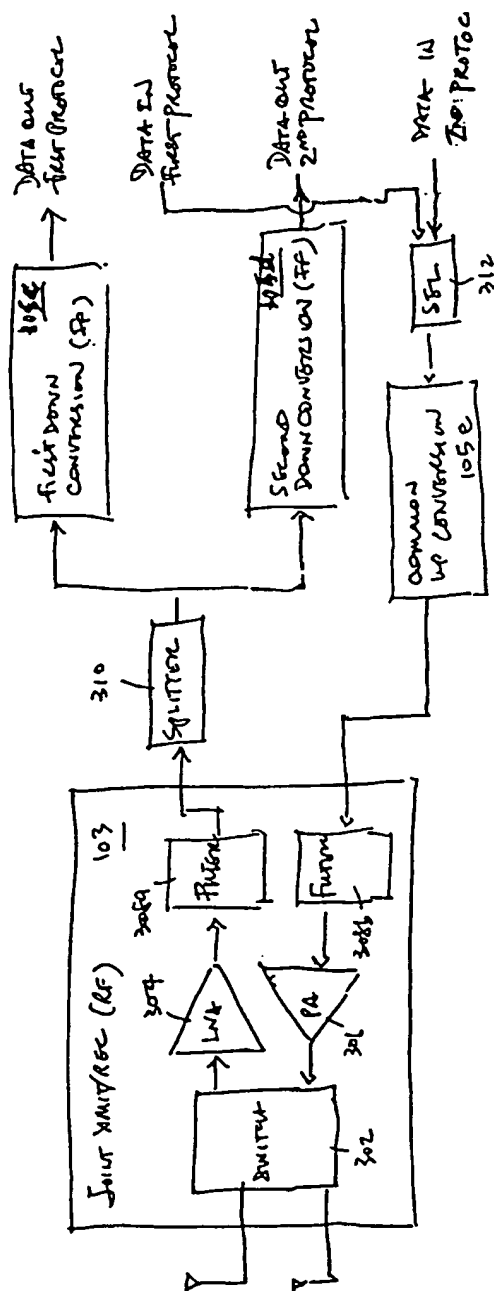 JOINT XMIT/REC (RF)
103
SWITCH
302
LNA
304
PA
306
FILTER
308a
FILTER
308b
SPLITTER
310
FIRST DOWN
CONVERSION (IF)
DATA OUT
FIRST PROTOCOL
DATA IN
FIRST PROTOCOL
SECOND
DOWN CONVERSION (IF)
DATA OUT
2ND PROTOCOL
COMMON
UP CONVERSION
105e
SEL
312
DATA IN
2ND PROTOC